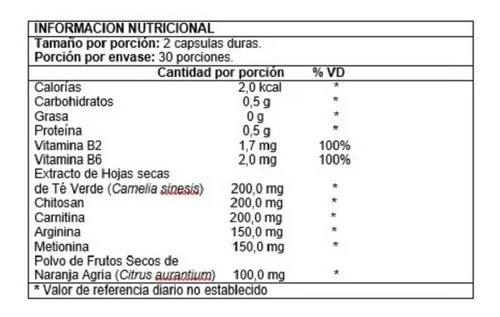 INFORMACION NUTRICIONAL
Tamaño por porción: 2 capsulas duras.
Porción por envase: 30 porciones.
Cantidad por porción % VD
Calorías 2,0 kcal *
Carbohidratos 0,5 g *
Grasa 0 g *
Proteína 0,5 g *
Vitamina B2 1,7 mg 100%
Vitamina B6 2,0 mg 100%
Extracto de Hojas secas
de Té Verde (Camelia sinesis) 200,0 mg *
Chitosan 200,0 mg *
Carnitina 200,0 mg *
Arginina 150,0 mg *
Metionina 150,0 mg *
Polvo de Frutos Secos de
Naranja Agria (Citrus aurantium) 100,0 mg *
* Valor de referencia diario no establecido